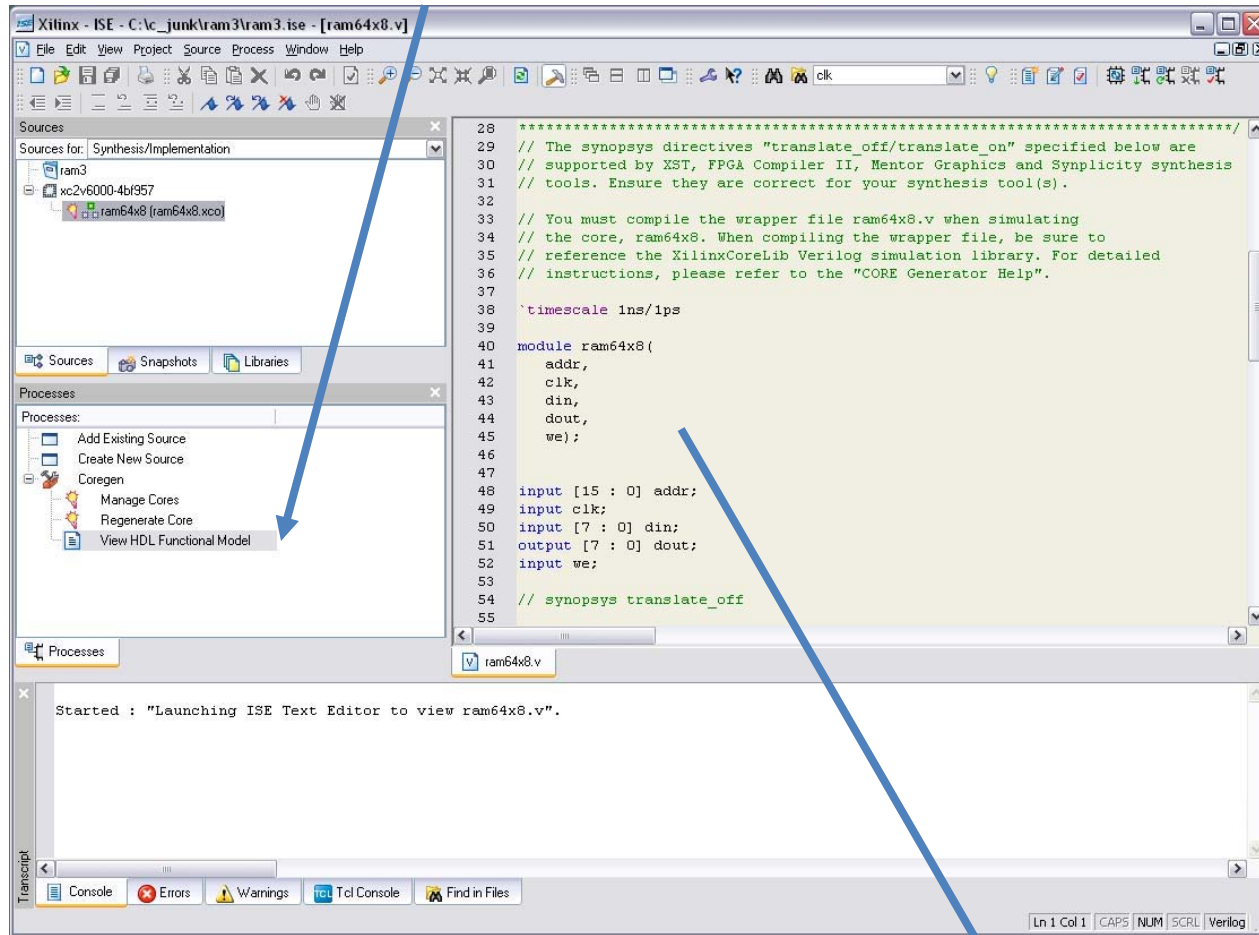 Xilinx - ISE - C:\c_junk\ram3\ram3.ise - [ram64x8.v]
File Edit View Project Source Process Window Help
clk
Sources
Sources for: Synthesis/Implementation
ram3
xc2v6000-4bf957
ram64x8 (ram64x8.xco)
Sources Snapshots Libraries
Processes
Processes:
Add Existing Source
Create New Source
Coregen
Manage Cores
Regenerate Core
View HDL Functional Model
Processes
28 *******************************************************************************/
29 // The synopsys directives "translate_off/translate_on" specified below are
30 // supported by XST, FPGA Compiler II, Mentor Graphics and Synplicity synthesis
31 // tools. Ensure they are correct for your synthesis tool(s).
32
33 // You must compile the wrapper file ram64x8.v when simulating
34 // the core, ram64x8. When compiling the wrapper file, be sure to
35 // reference the XilinxCoreLib Verilog simulation library. For detailed
36 // instructions, please refer to the "CORE Generator Help".
37
38 `timescale 1ns/1ps
39
40 module ram64x8(
41 addr,
42 clk,
43 din,
44 dout,
45 we);
46
47
48 input [15 : 0] addr;
49 input clk;
50 input [7 : 0] din;
51 output [7 : 0] dout;
52 input we;
53
54 // synopsys translate_off
55
ram64x8.v
Started : "Launching ISE Text Editor to view ram64x8.v".
Transcript
Console Errors Warnings TCL Tcl Console Find in Files
Ln 1 Col 1 CAPS NUM SCRL Verilog